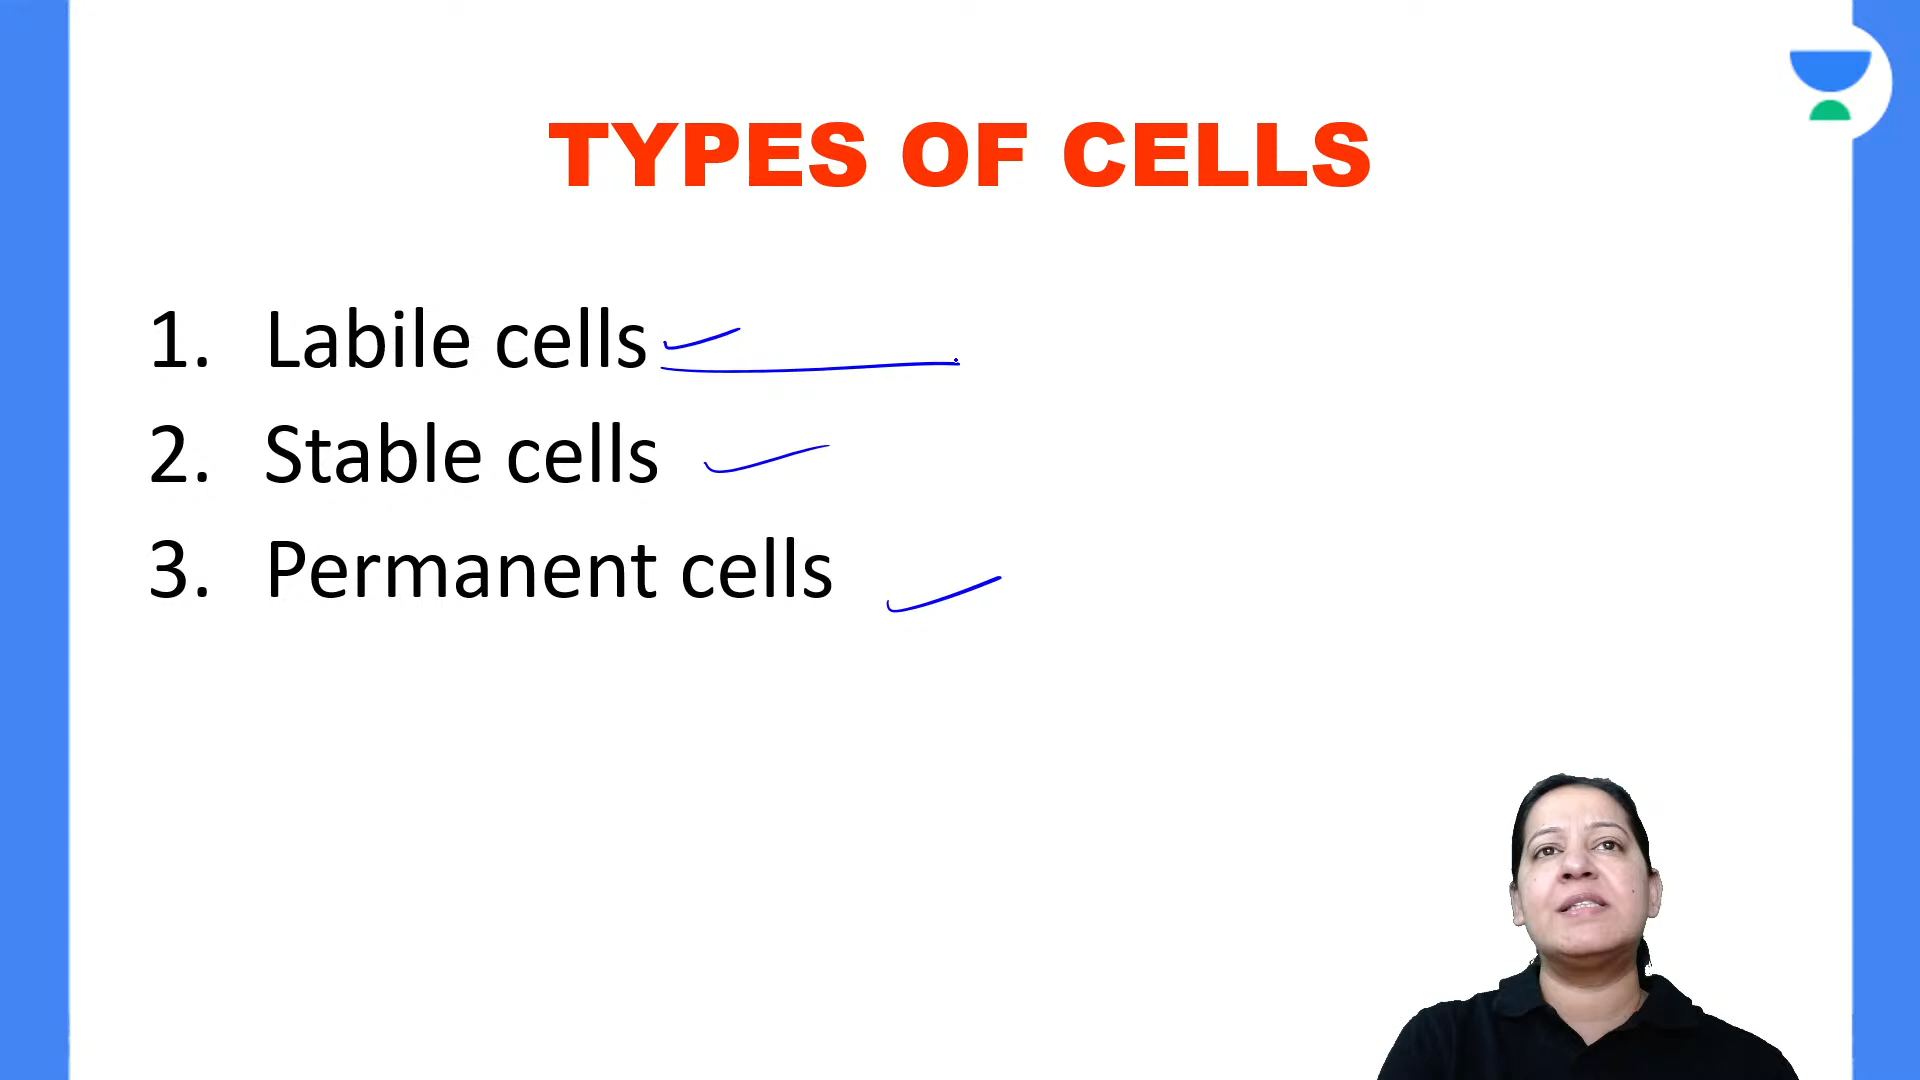 TYPES OF CELLS
1. Labile cells
2. Stable cells
3. Permanent cells